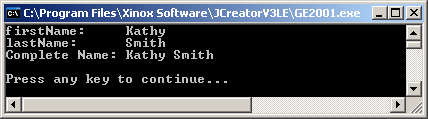 C:\Program Files\Xinox Software\JCreatorV3LE\GE2001.exe
firstName: Kathy
lastName: Smith
Complete Name: Kathy Smith
Press any key to continue...